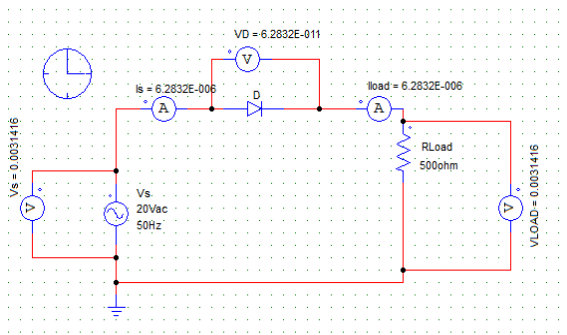 VD = 6.2832E-011
V
Is = 6.2832E-006
Iload = 6.2832E-006
A
D
A
RLoad
500ohm
Vs = 0.0031416
V
Vs
20Vac
50Hz
V
VLOAD = 0.0031416